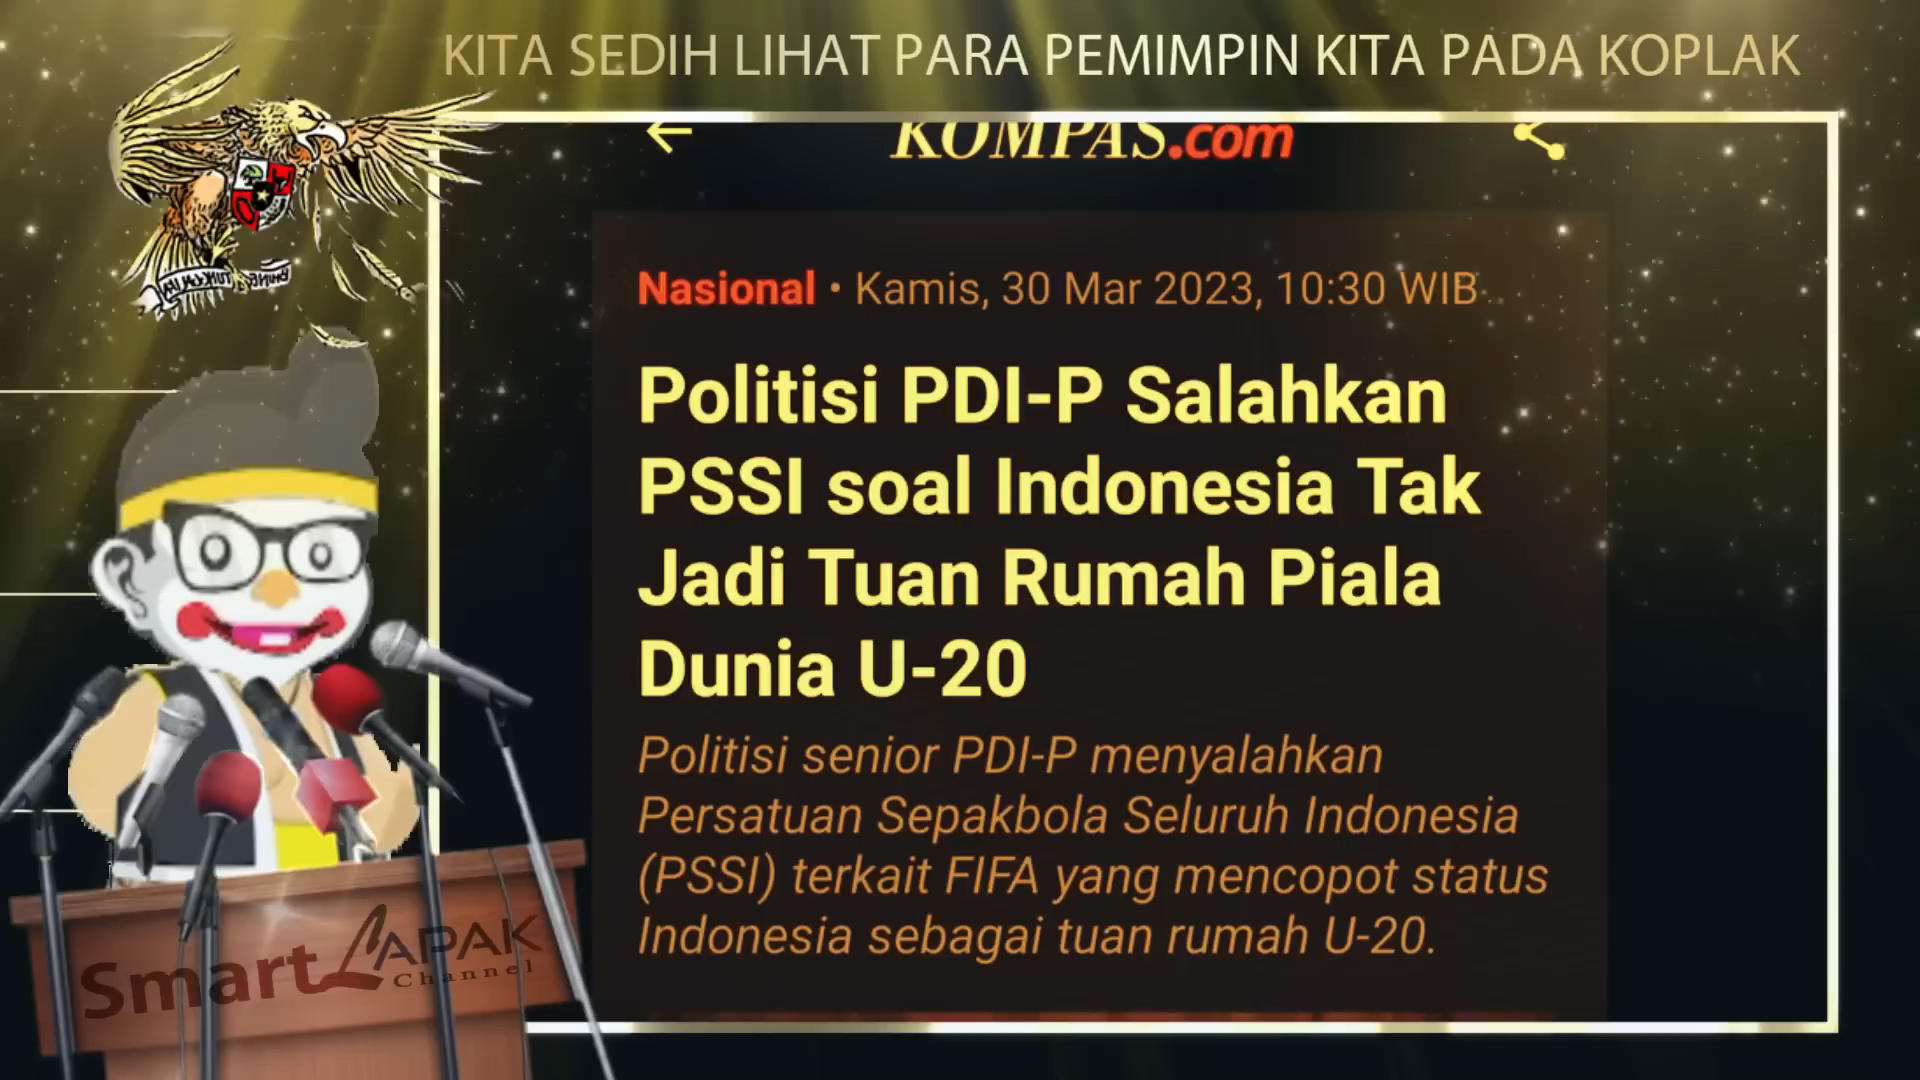 KITA SEDIH LIHAT PARA PEMIMPIN KITA PADA KOPLAK
KOMPAS.com
Nasional • Kamis, 30 Mar 2023, 10:30 WIB
Politisi PDI-P Salahkan
PSSI soal Indonesia Tak
Jadi Tuan Rumah Piala
Dunia U-20
Politisi senior PDI-P menyalahkan
Persatuan Sepakbola Seluruh Indonesia
(PSSI) terkait FIFA yang mencopot status
Indonesia sebagai tuan rumah U-20.
Smart LAPAK
Channel